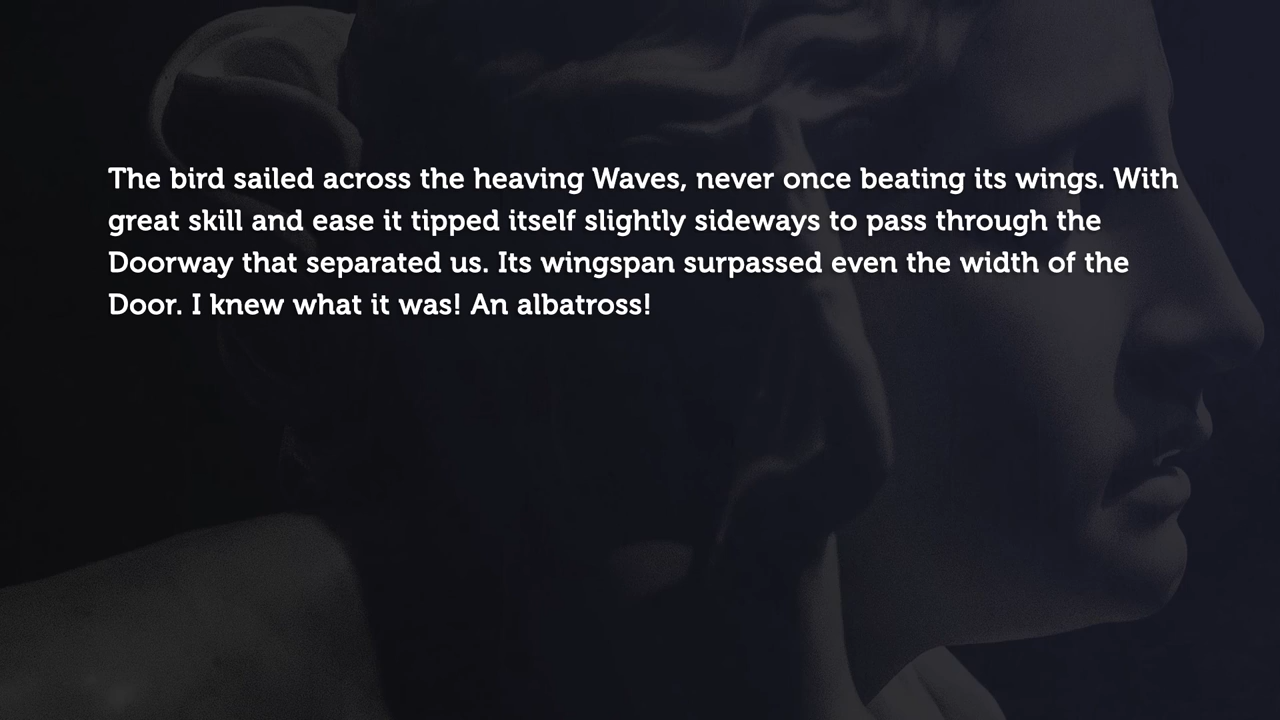 The bird sailed across the heaving Waves, never once beating its wings. With
great skill and ease it tipped itself slightly sideways to pass through the
Doorway that separated us. Its wingspan surpassed even the width of the
Door. I knew what it was! An albatross!